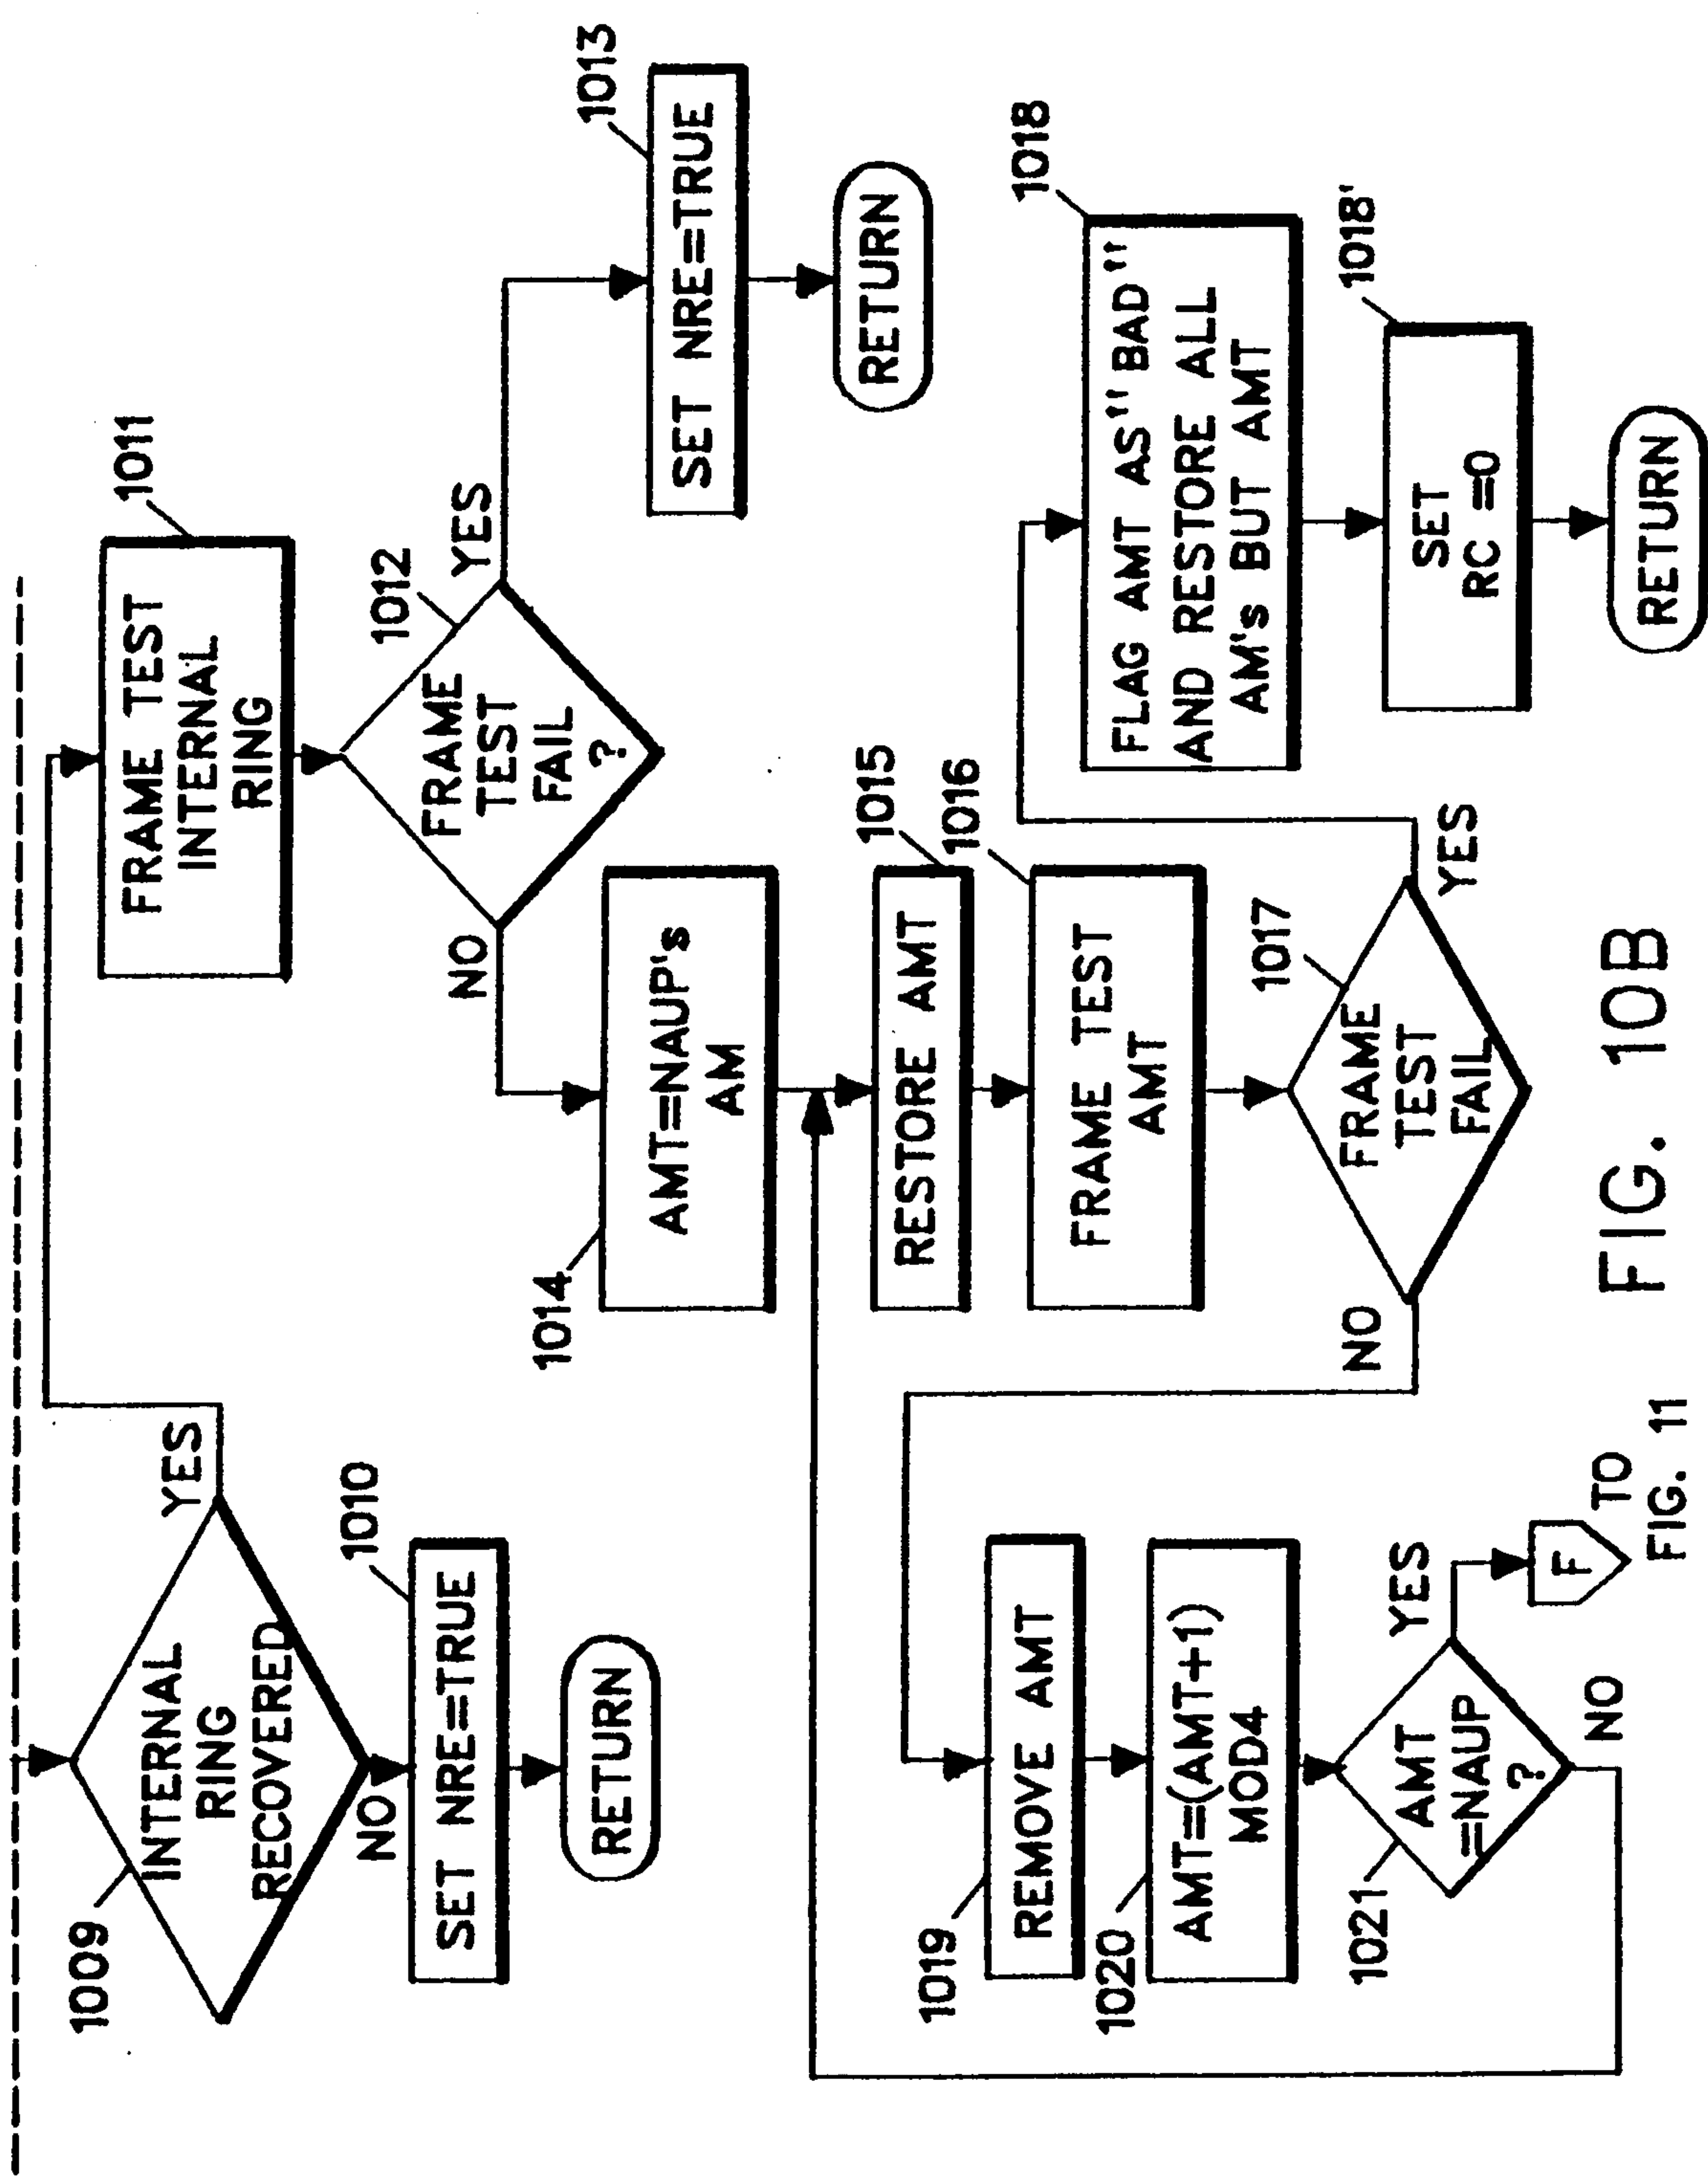 1009
INTERNAL
RING
RECOVERED
YES
NO
1010
SET NRE=TRUE
RETURN
1011
FRAME TEST
INTERNAL
RING
1012
FRAME
TEST
FAIL
?
YES
NO
1013
SET NRE=TRUE
RETURN
1014
AMT=NAUP's
AM
1015
RESTORE AMT
1016
FRAME TEST
AMT
1017
FRAME
TEST
FAIL
YES
NO
1018
FLAG AMT AS "BAD"
AND RESTORE ALL
AM's BUT AMT
1018'
SET
RC =0
RETURN
1019
REMOVE AMT
1020
AMT=(AMT+1)
MOD4
1021
AMT
=NAUP
?
YES
NO
F
TO
FIG. 11
FIG. 10B